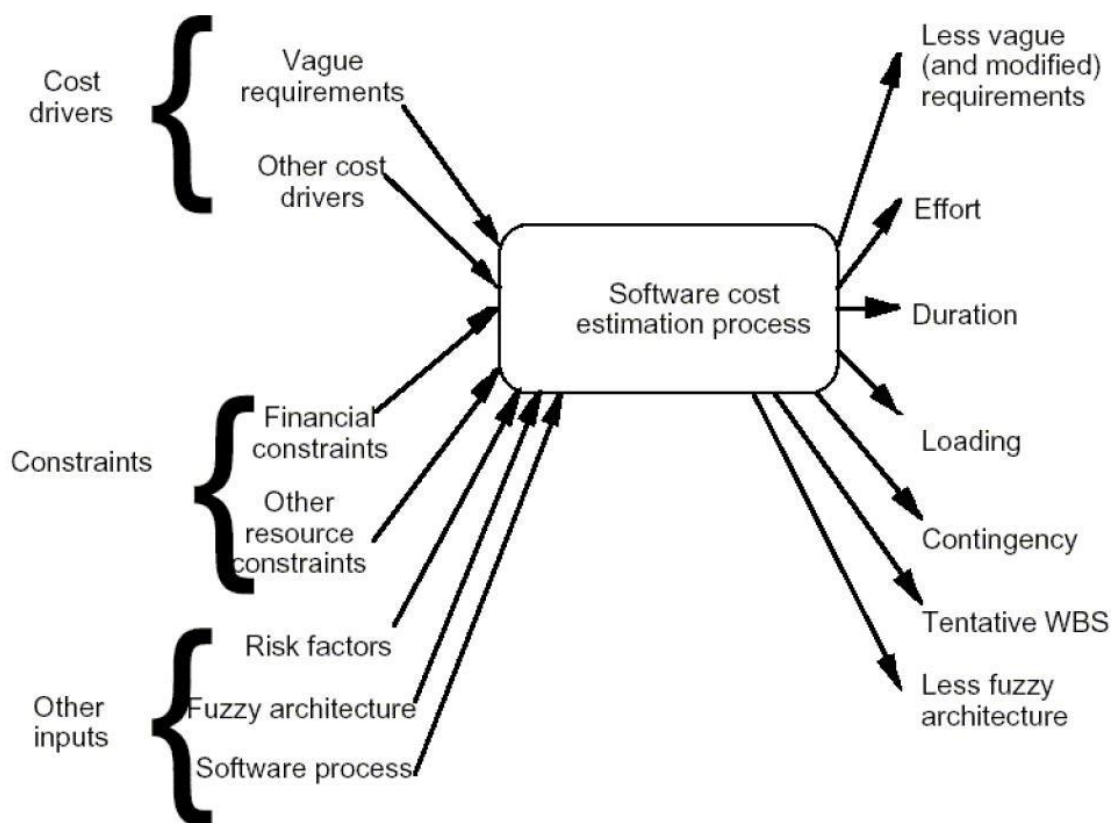 Cost
drivers
Vague
requirements
Other cost
drivers
Constraints
Financial
constraints
Other
resource
constraints
Other
inputs
Risk factors
Fuzzy architecture
Software process
Software cost
estimation process
Less vague
(and modified)
requirements
Effort
Duration
Loading
Contingency
Tentative WBS
Less fuzzy
architecture